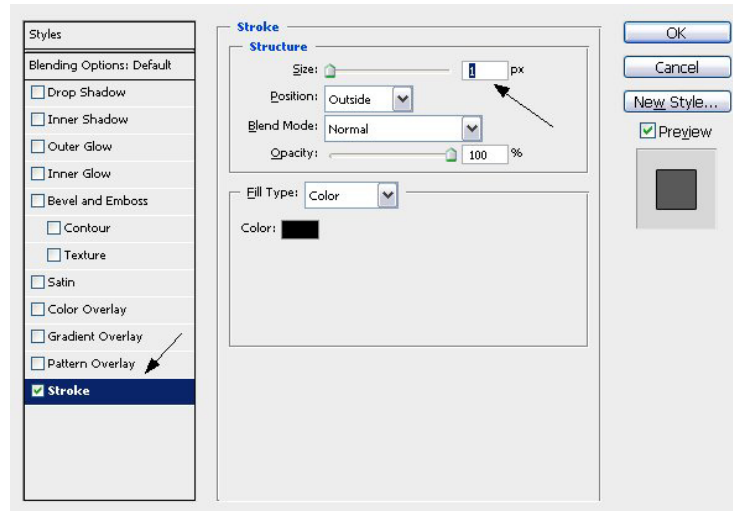 Styles
Blending Options: Default
Drop Shadow
Inner Shadow
Outer Glow
Inner Glow
Bevel and Emboss
Contour
Texture
Satin
Color Overlay
Gradient Overlay
Pattern Overlay
Stroke
Stroke
Structure
Size: 1 px
Position: Outside
Blend Mode: Normal
Opacity: 100 %
Fill Type: Color
Color:
OK
Cancel
New Style...
Preview